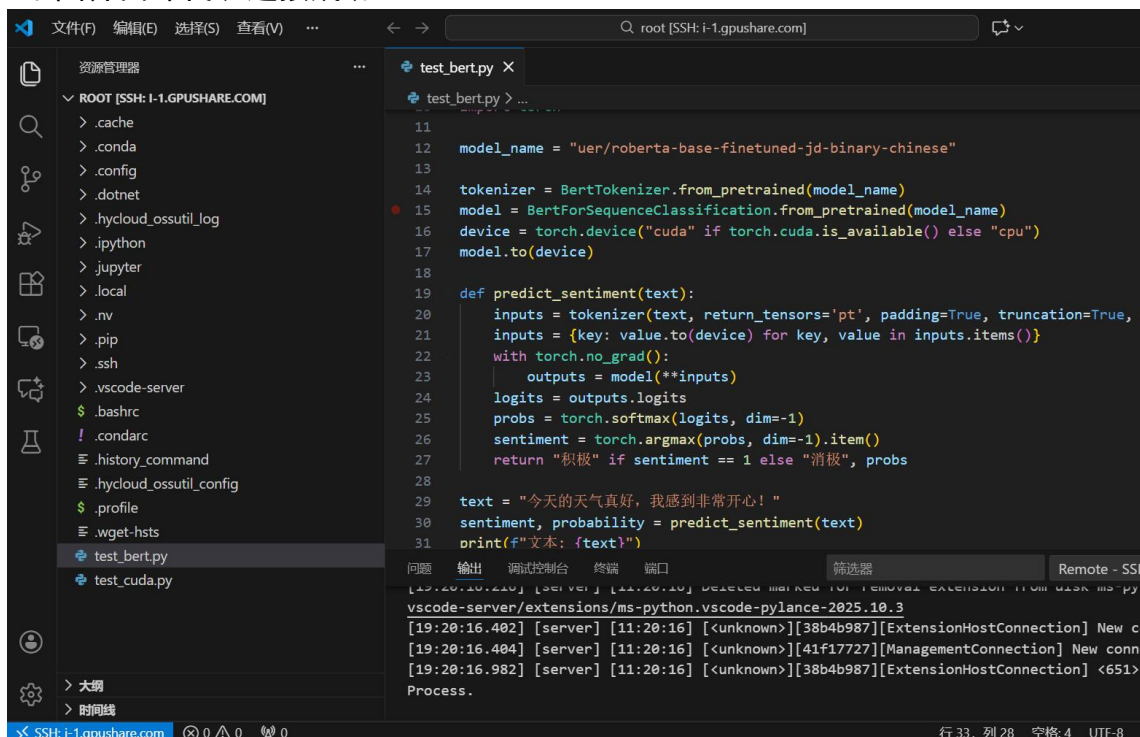 文件(F) 编辑(E) 选择(S) 查看(V) ··· root [SSH: i-1.gpushare.com]
资源管理器 ···
ROOT [SSH: I-1.GPUSHARE.COM]
.cache
.conda
.config
.dotnet
.hycloud_ossutil_log
.ipython
.jupyter
.local
.nv
.pip
.ssh
.vscode-server
.bashrc
.condarc
.history_command
.hycloud_ossutil_config
.profile
.wget-hsts
test_bert.py
test_cuda.py
大纲
时间线
test_bert.py
test_bert.py > ...
11
12 model_name = "uer/roberta-base-finetuned-jd-binary-chinese"
13
14 tokenizer = BertTokenizer.from_pretrained(model_name)
15 model = BertForSequenceClassification.from_pretrained(model_name)
16 device = torch.device("cuda" if torch.cuda.is_available() else "cpu")
17 model.to(device)
18
19 def predict_sentiment(text):
20 inputs = tokenizer(text, return_tensors='pt', padding=True, truncation=True,
21 inputs = {key: value.to(device) for key, value in inputs.items()}
22 with torch.no_grad():
23 outputs = model(**inputs)
24 logits = outputs.logits
25 probs = torch.softmax(logits, dim=-1)
26 sentiment = torch.argmax(probs, dim=-1).item()
27 return "积极" if sentiment == 1 else "消极", probs
28
29 text = "今天的天气真好，我感到非常开心！"
30 sentiment, probability = predict_sentiment(text)
31 print(f"文本: {text}")
问题 输出 调试控制台 终端 端口 筛选器 Remote - SS
vscode-server/extensions/ms-python.vscode-pylance-2025.10.3
[19:20:16.402] [server] [11:20:16] [<unknown>][38b4b987][ExtensionHostConnection] New c
[19:20:16.404] [server] [11:20:16] [<unknown>][41f17727][ManagementConnection] New conn
[19:20:16.982] [server] [11:20:16] [<unknown>][38b4b987][ExtensionHostConnection] <651>
Process.
SSH: i-1.gpushare.com 0 0 0 行 33，列 28 空格: 4 UTF-8